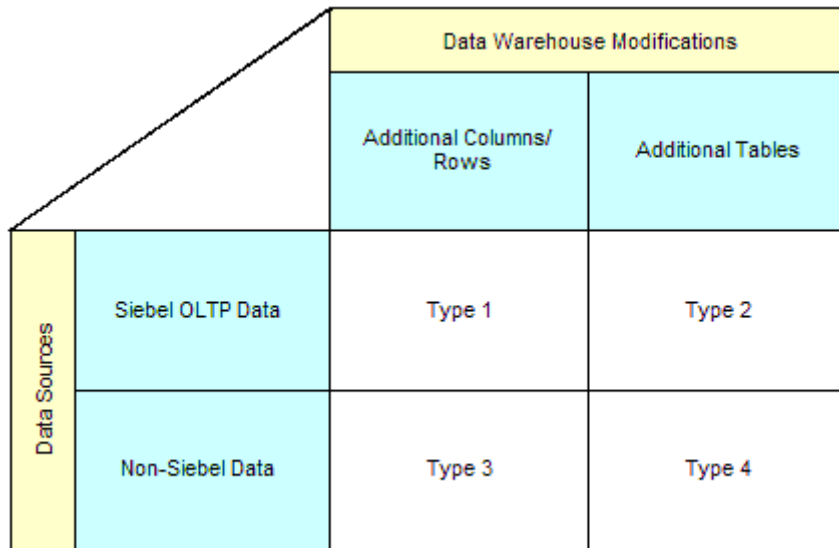 Data Warehouse Modifications
Additional Columns/
Rows
Additional Tables
Data Sources
Siebel OLTP Data
Type 1
Type 2
Non-Siebel Data
Type 3
Type 4